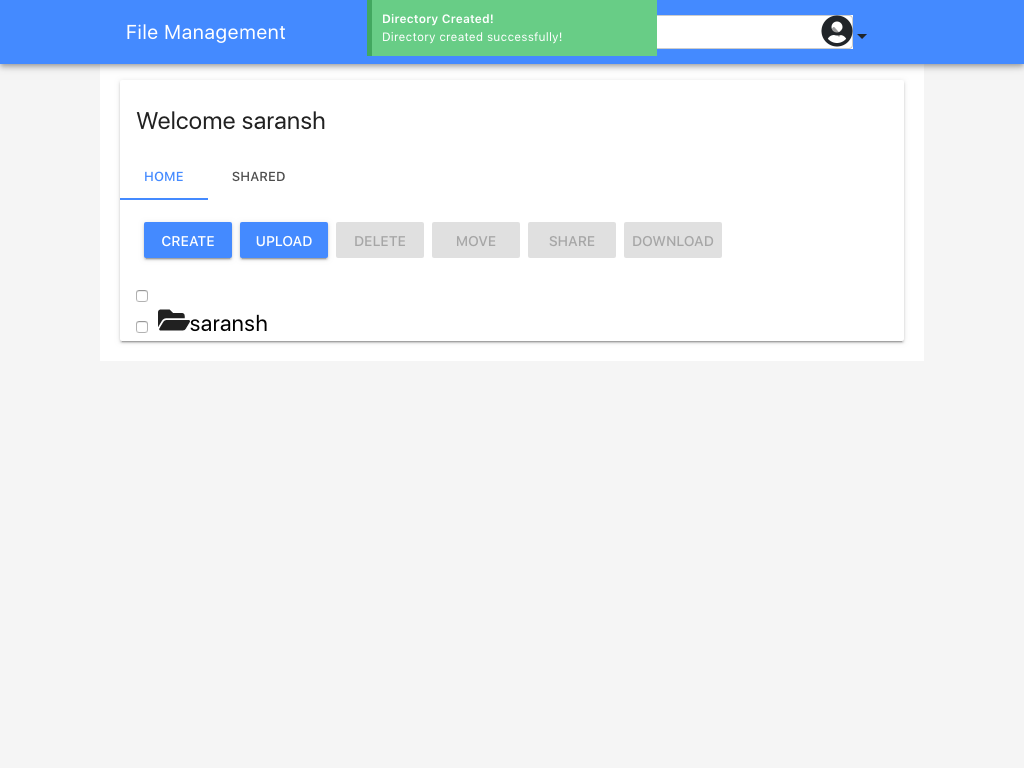 File Management
Directory Created!
Directory created successfully!
Welcome saransh
HOME SHARED
CREATE UPLOAD DELETE MOVE SHARE DOWNLOAD
saransh